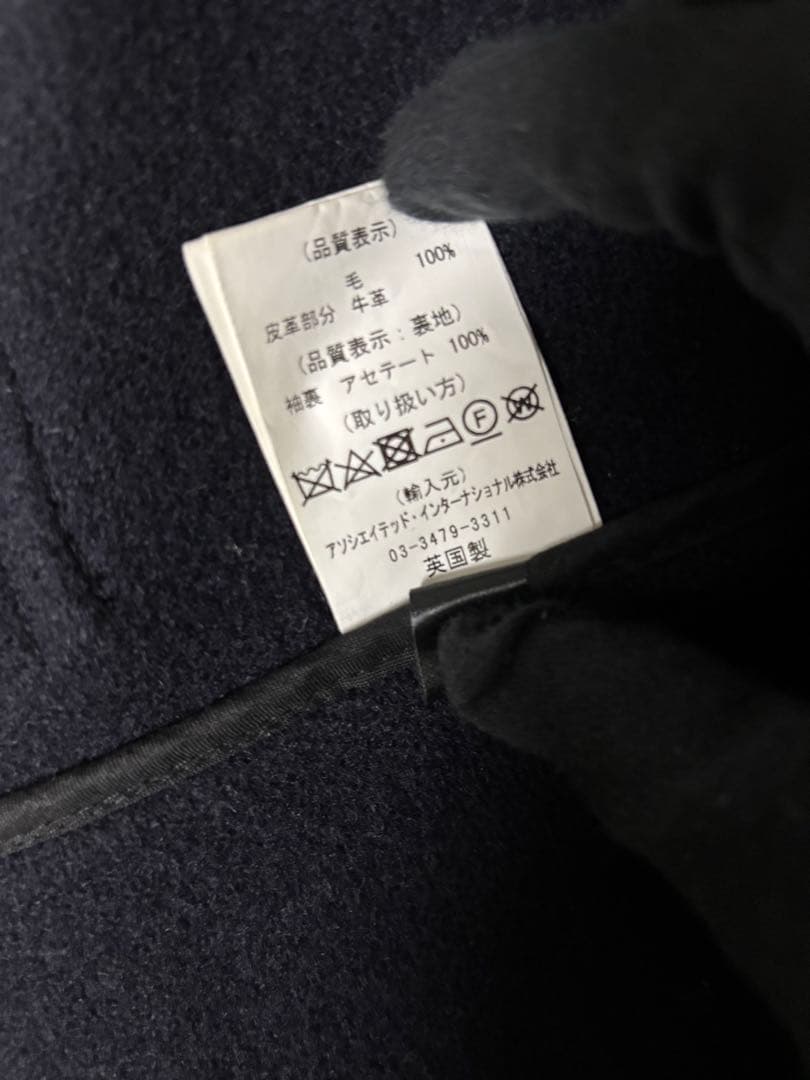 (品質表示)
毛 100%
皮革部分 牛革
(品質表示：裏地)
袖裏 アセテート 100%
(取り扱い方)
F W
(輸入元)
アソシエイテッド・インターナショナル株式会社
03-3479-3311
英国製